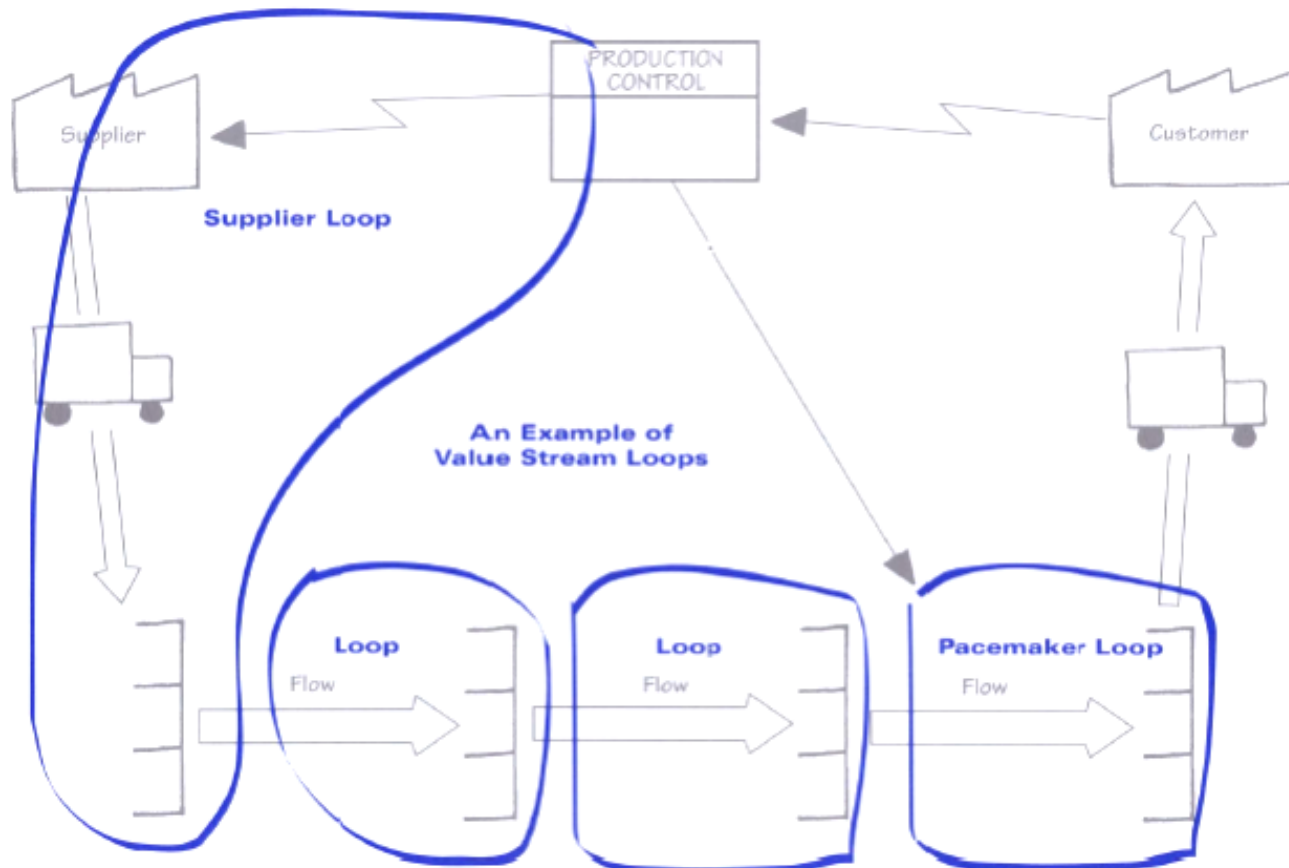 PRODUCTION
CONTROL
Supplier
Customer
Supplier Loop
An Example of
Value Stream Loops
Loop
Loop
Pacemaker Loop
Flow
Flow
Flow